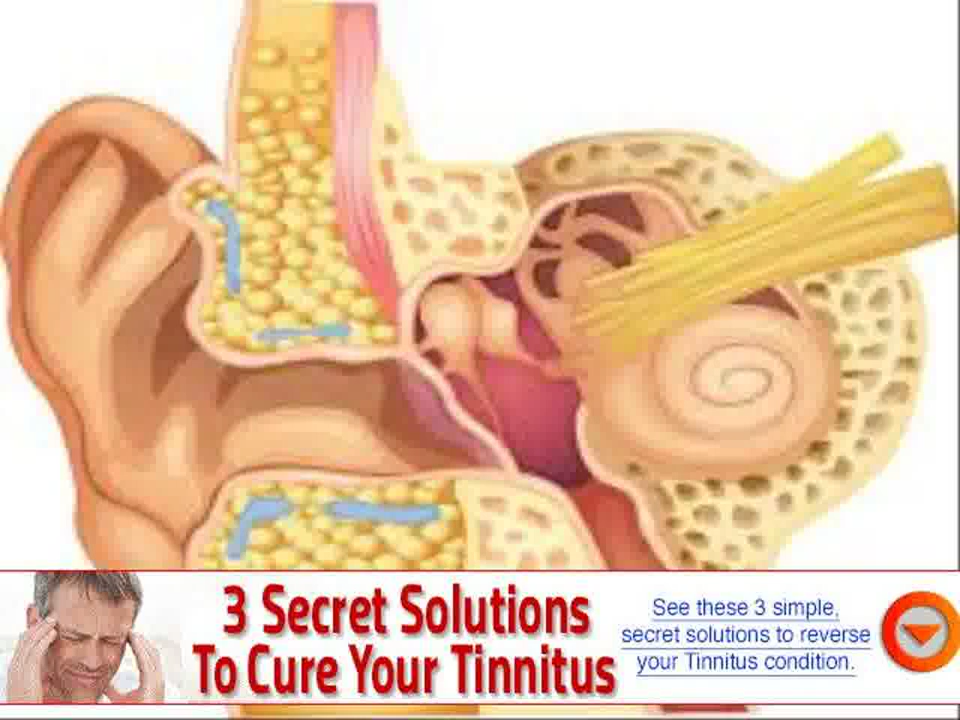 3 Secret Solutions
To Cure Your Tinnitus
See these 3 simple,
secret solutions to reverse
your Tinnitus condition.